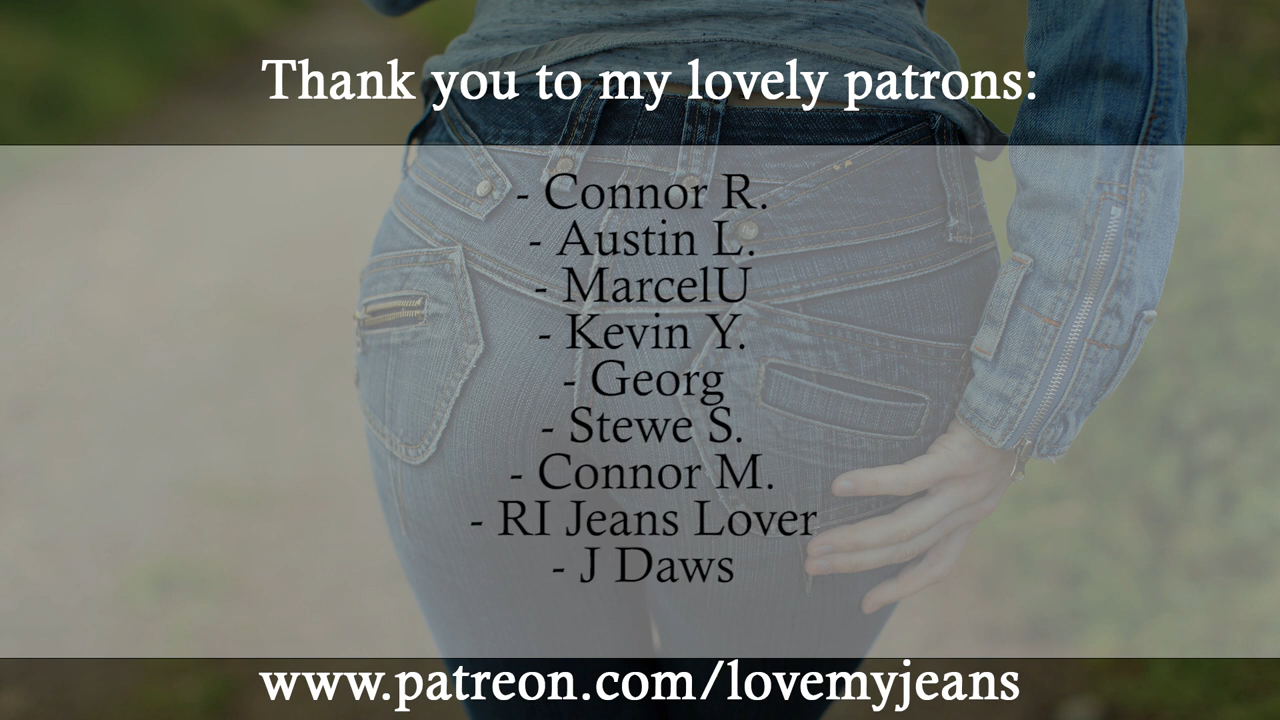 Thank you to my lovely patrons:
- Connor R.
- Austin L.
- MarcelU
- Kevin Y.
- Georg
- Stewe S.
- Connor M.
- RI Jeans Lover
- J Daws
www.patreon.com/lovemyjeans